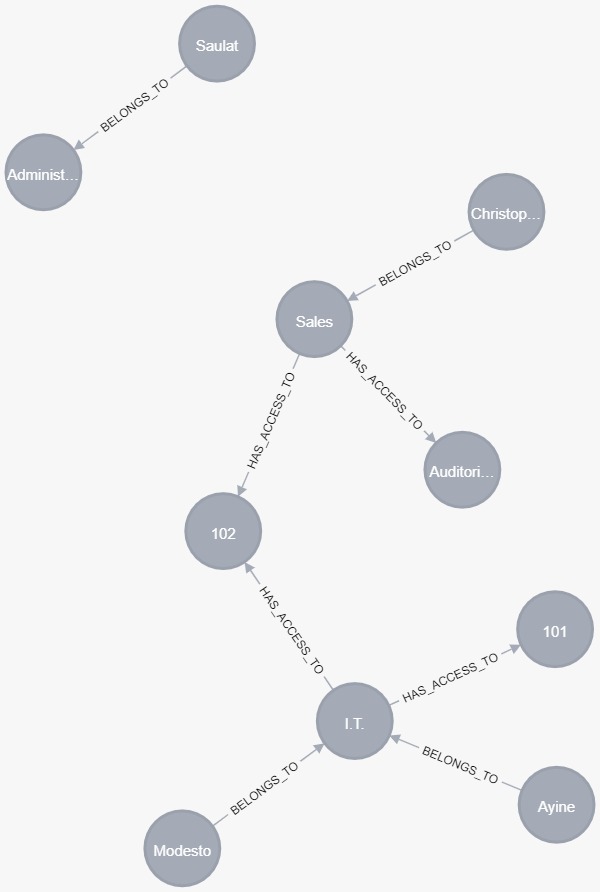 Saulat
BELONGS_TO
Administ...
Christop...
BELONGS_TO
Sales
HAS_ACCESS_TO
HAS_ACCESS_TO
Auditori...
102
HAS_ACCESS_TO
101
HAS_ACCESS_TO
I.T.
BELONGS_TO
BELONGS_TO
Ayine
Modesto